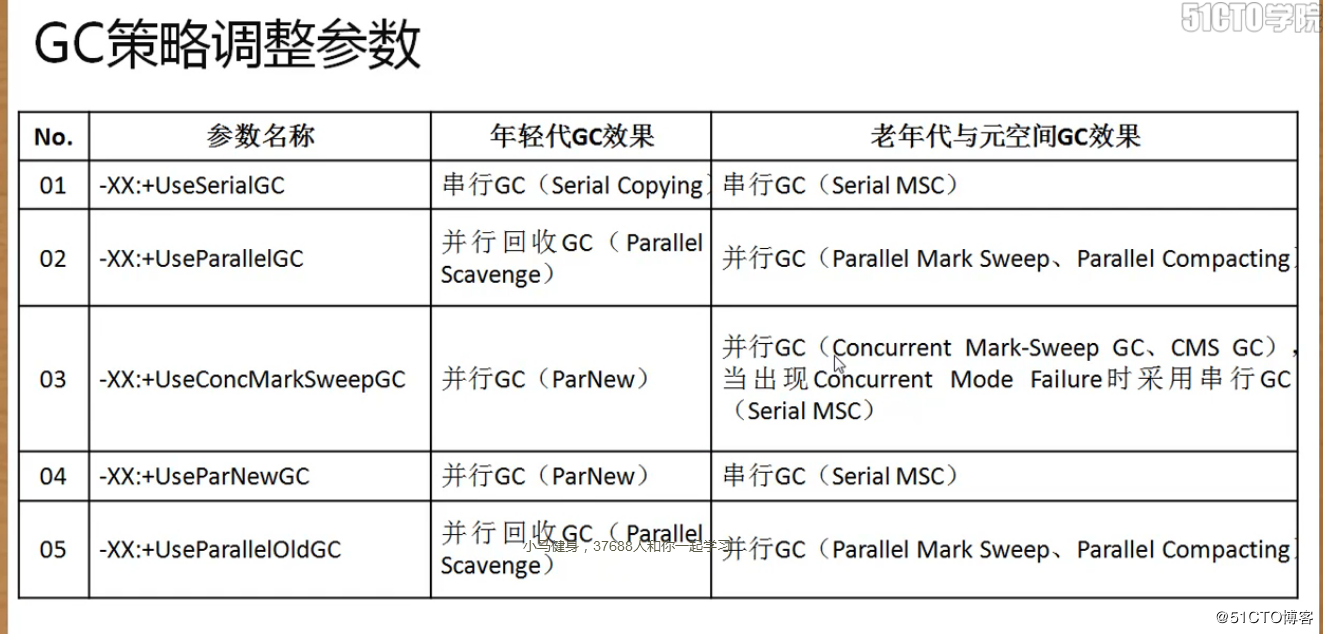 51CTO学院
GC策略调整参数
No. 参数名称 年轻代GC效果 老年代与元空间GC效果
01 -XX:+UseSerialGC 串行GC（Serial Copying） 串行GC（Serial MSC）
02 -XX:+UseParallelGC
并行回收GC（Parallel
Scavenge）
并行GC（Parallel Mark Sweep、Parallel Compacting）
03 -XX:+UseConcMarkSweepGC 并行GC（ParNew）
并行GC（Concurrent Mark-Sweep GC、CMS GC），
当出现Concurrent Mode Failure时采用串行GC
（Serial MSC）
04 -XX:+UseParNewGC 并行GC（ParNew） 串行GC（Serial MSC）
05 -XX:+UseParallelOldGC
并行回收GC（Parallel
Scavenge）
并行GC（Parallel Mark Sweep、Parallel Compacting）
小马健身，37688人和你一起学习
@51CTO博客